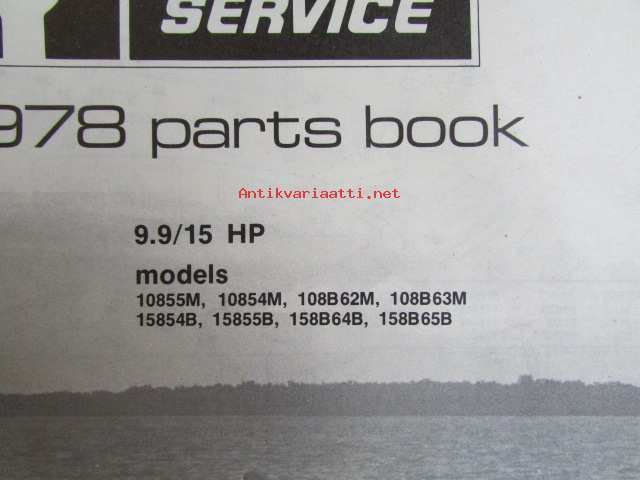 SERVICE
978 parts book
Antikvariaatti.net
9.9/15 HP
models
10855M, 10854M, 108B62M, 108B63M
15854B, 15855B, 158B64B, 158B65B